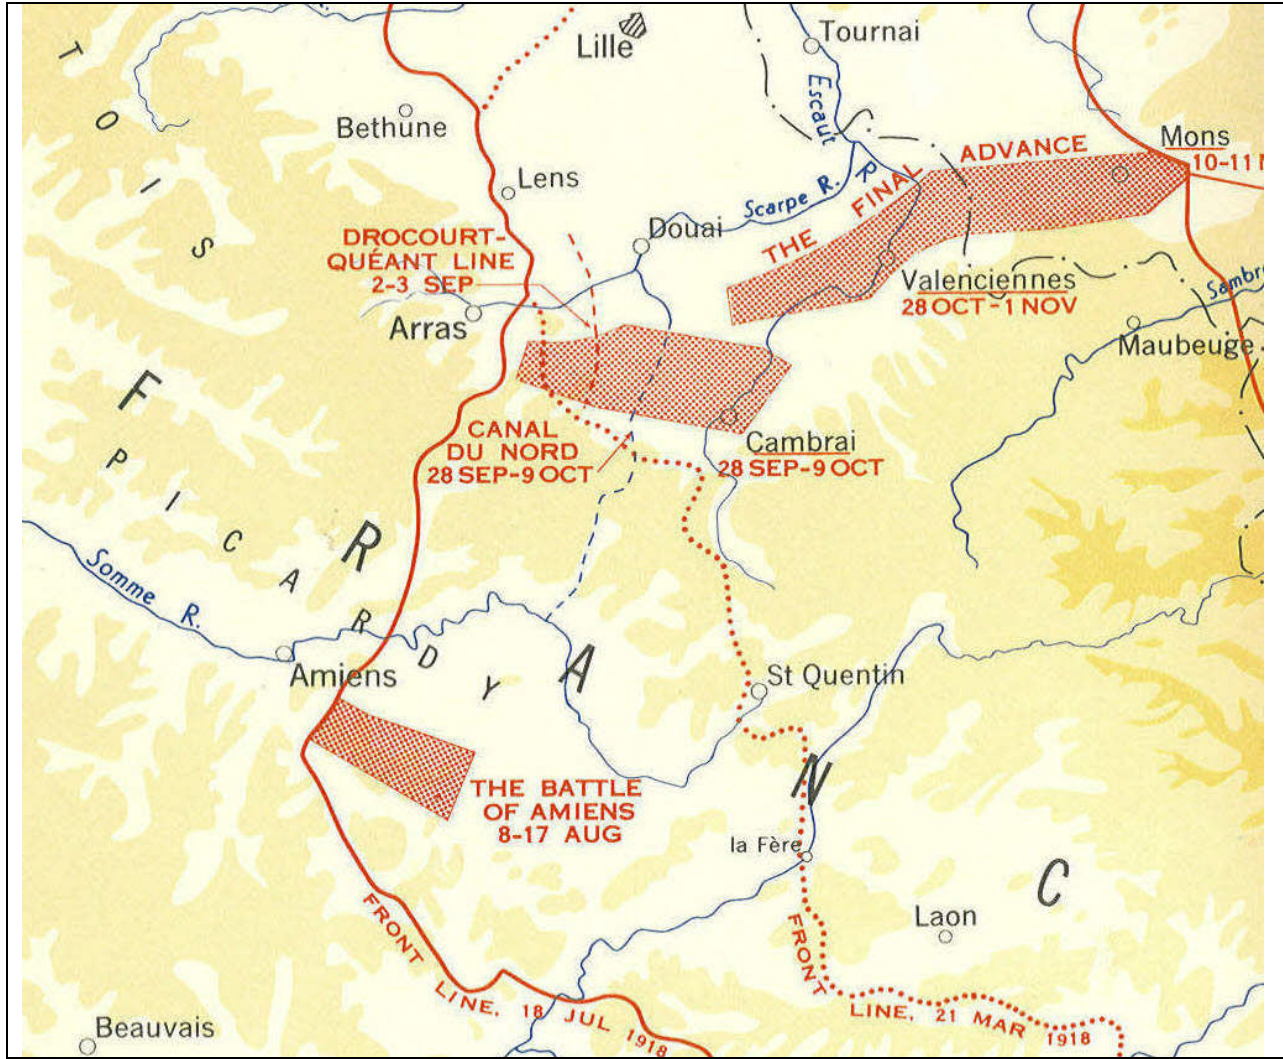 TOIS
Lille
Tournai
Escaut R.
Bethune
Lens
Mons
10-11
THE FINAL ADVANCE
Scarpe R.
Douai
DROCOURT-
QUÉANT LINE
2-3 SEP
Arras
Valenciennes
28 OCT-1 NOV
Sambre
Maubeuge
FRANC
PICARDY
CANAL
DU NORD
28 SEP-9 OCT
Cambrai
28 SEP-9 OCT
Somme R.
Amiens
St Quentin
THE BATTLE
OF AMIENS
8-17 AUG
la Fère
Laon
FRONT LINE, 18 JUL 1918
FRONT LINE, 21 MAR 1918
Beauvais